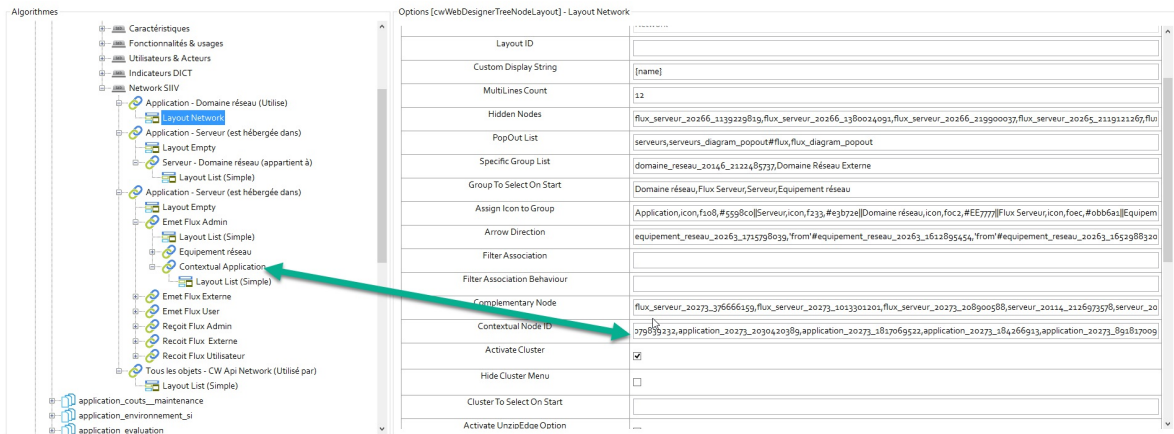 Algorithmes
Caractéristiques
Fonctionnalités & usages
Utilisateurs & Acteurs
Indicateurs DICT
Network SIIV
Application - Domaine réseau (Utilise)
Layout Network
Application - Serveur (est hébergée dans)
Layout Empty
Serveur - Domaine réseau (appartient à)
Layout List (Simple)
Application - Serveur (est hébergée dans)
Layout Empty
Emet Flux Admin
Layout List (Simple)
Equipement réseau
Contextual Application
Layout List (Simple)
Emet Flux Externe
Emet Flux User
Reçoit Flux Admin
Recoit Flux Externe
Recoit Flux Utilisateur
Tous les objets - CW Api Network (Utilisé par)
Layout List (Simple)
application_couts__maintenance
application_environnement_si
application_evaluation
Options [cwWebDesignerTreeNodeLayout] - Layout Network
Layout ID
Custom Display String [name]
MultiLines Count 12
Hidden Nodes flux_serveur_20266_1139229819,flux_serveur_20266_1380024091,flux_serveur_20266_219900037,flux_serveur_20265_2119121267,flu
PopOut List serveurs,serveurs_diagram_popout#flux,flux_diagram_popout
Specific Group List domaine_reseau_20146_2122485737,Domaine Réseau Externe
Group To Select On Start Domaine réseau,Flux Serveur,Serveur,Equipement réseau
Assign Icon to Group Application,icon,f108,#5598c0||Serveur,icon,f233,#e3b72e||Domaine réseau,icon,f0c2,#EE7777||Flux Serveur,icon,f0ec,#0bb6a1||Equipem
Arrow Direction equipement_reseau_20263_1715798039,'from'#equipement_reseau_20263_1612895454,'from'#equipement_reseau_20263_1652988320
Filter Association
Filter Association Behaviour
Complementary Node flux_serveur_20273_376666159,flux_serveur_20273_1013301201,flux_serveur_20273_208900588,serveur_20114_2126973578,serveur_20
Contextual Node ID 079839232,application_20273_2030420389,application_20273_1817069522,application_20273_184266913,application_20273_891817009
Activate Cluster
Hide Cluster Menu
Cluster To Select On Start
Activate UnzipEdge Option